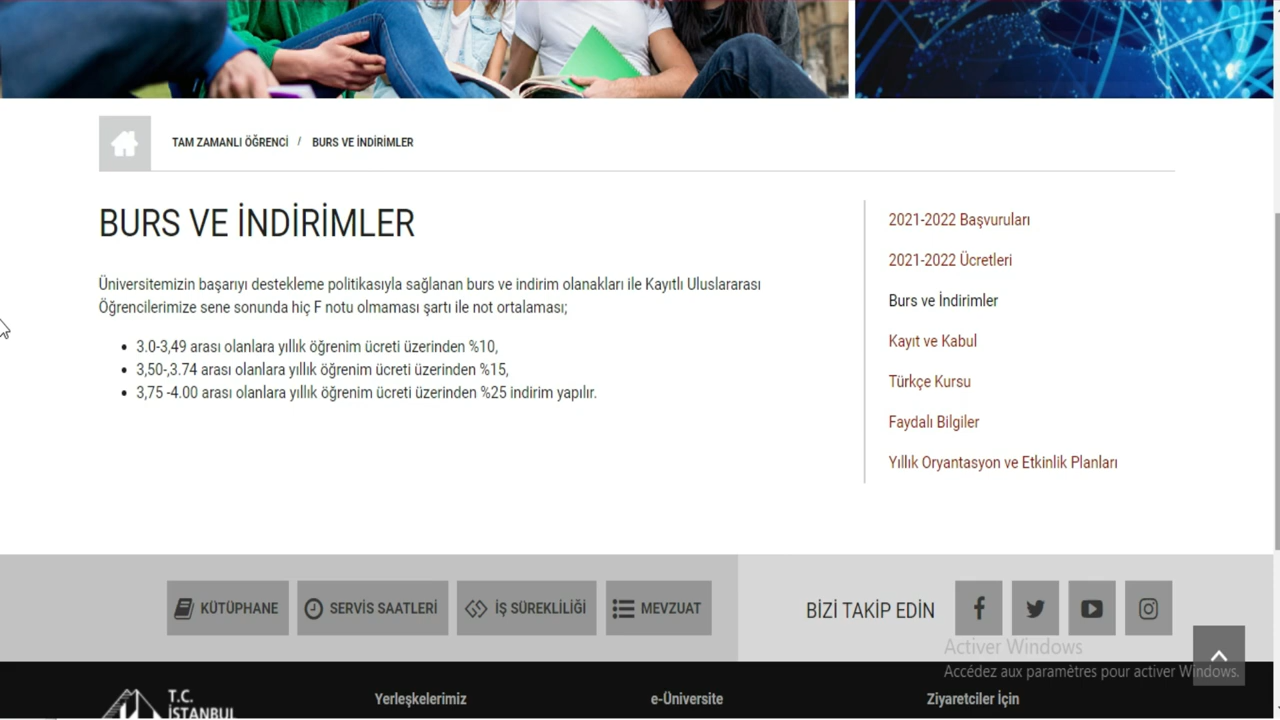 TAM ZAMANLI ÖĞRENCİ / BURS VE İNDİRİMLER
BURS VE İNDİRİMLER
Üniversitemizin başarıyı destekleme politikasıyla sağlanan burs ve indirim olanakları ile Kayıtlı Uluslararası
Öğrencilerimize sene sonunda hiç F notu olmaması şartı ile not ortalaması;
• 3.0-3,49 arası olanlara yıllık öğrenim ücreti üzerinden %10,
• 3,50-,3.74 arası olanlara yıllık öğrenim ücreti üzerinden %15,
• 3,75 -4.00 arası olanlara yıllık öğrenim ücreti üzerinden %25 indirim yapılır.
2021-2022 Başvuruları
2021-2022 Ücretleri
Burs ve İndirimler
Kayıt ve Kabul
Türkçe Kursu
Faydalı Bilgiler
Yıllık Oryantasyon ve Etkinlik Planları
KÜTÜPHANE
SERVİS SAATLERİ
İŞ SÜREKLİLİĞİ
MEVZUAT
BİZİ TAKİP EDİN
Activer Windows
Accédez aux paramètres pour activer Windows.
T.C.
İSTANBUL
Yerleşkelerimiz
e-Üniversite
Ziyaretciler İçin